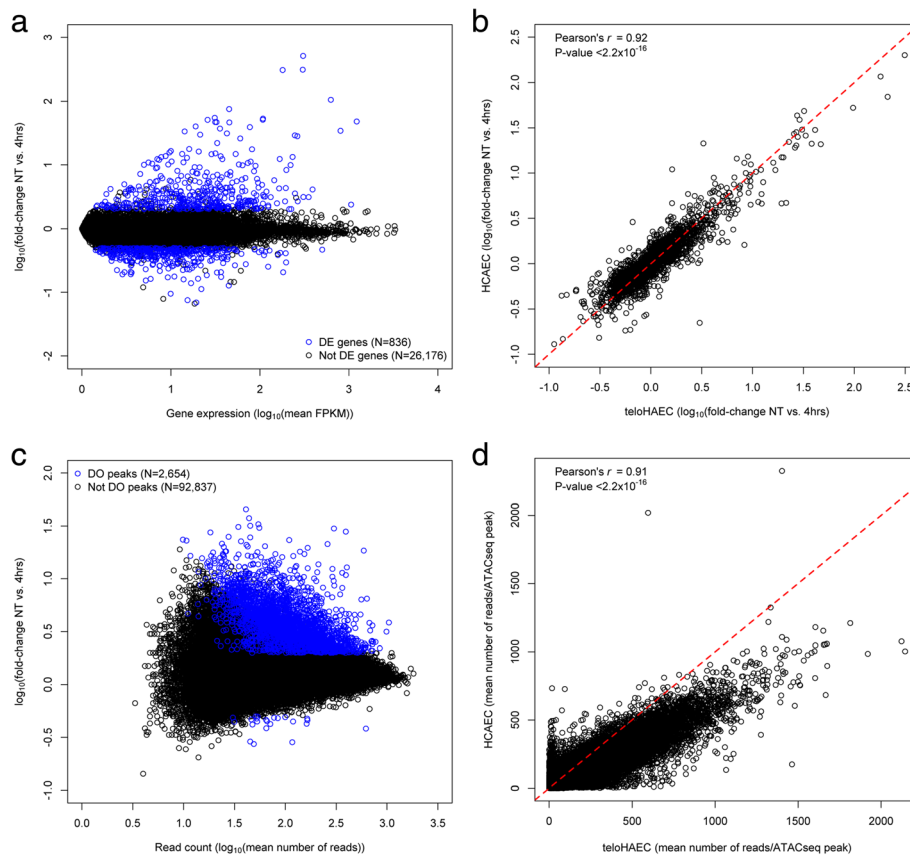 a
3
2
1
0
-1
-2
0
1
2
3
4
log10(fold-change NT vs. 4hrs)
Gene expression (log10(mean FPKM))
DE genes (N=836)
Not DE genes (N=26,176)
b
Pearson's r = 0.92
P-value <2.2x10-16
2.5
2.0
1.5
1.0
0.5
0.0
-0.5
-1.0
-1.0
-0.5
0.0
0.5
1.0
1.5
2.0
2.5
HCAEC (log10(fold-change NT vs. 4hrs)
teloHAEC (log10(fold-change NT vs. 4hrs)
c
DO peaks (N=2,654)
Not DO peaks (N=92,837)
2.0
1.5
1.0
0.5
0.0
-0.5
-1.0
0.0
0.5
1.0
1.5
2.0
2.5
3.0
3.5
log10(fold-change NT vs. 4hrs)
Read count (log10(mean number of reads))
d
Pearson's r = 0.91
P-value <2.2x10-16
2000
1500
1000
500
0
0
500
1000
1500
2000
HCAEC (mean number of reads/ATACseq peak)
teloHAEC (mean number of reads/ATACseq peak)